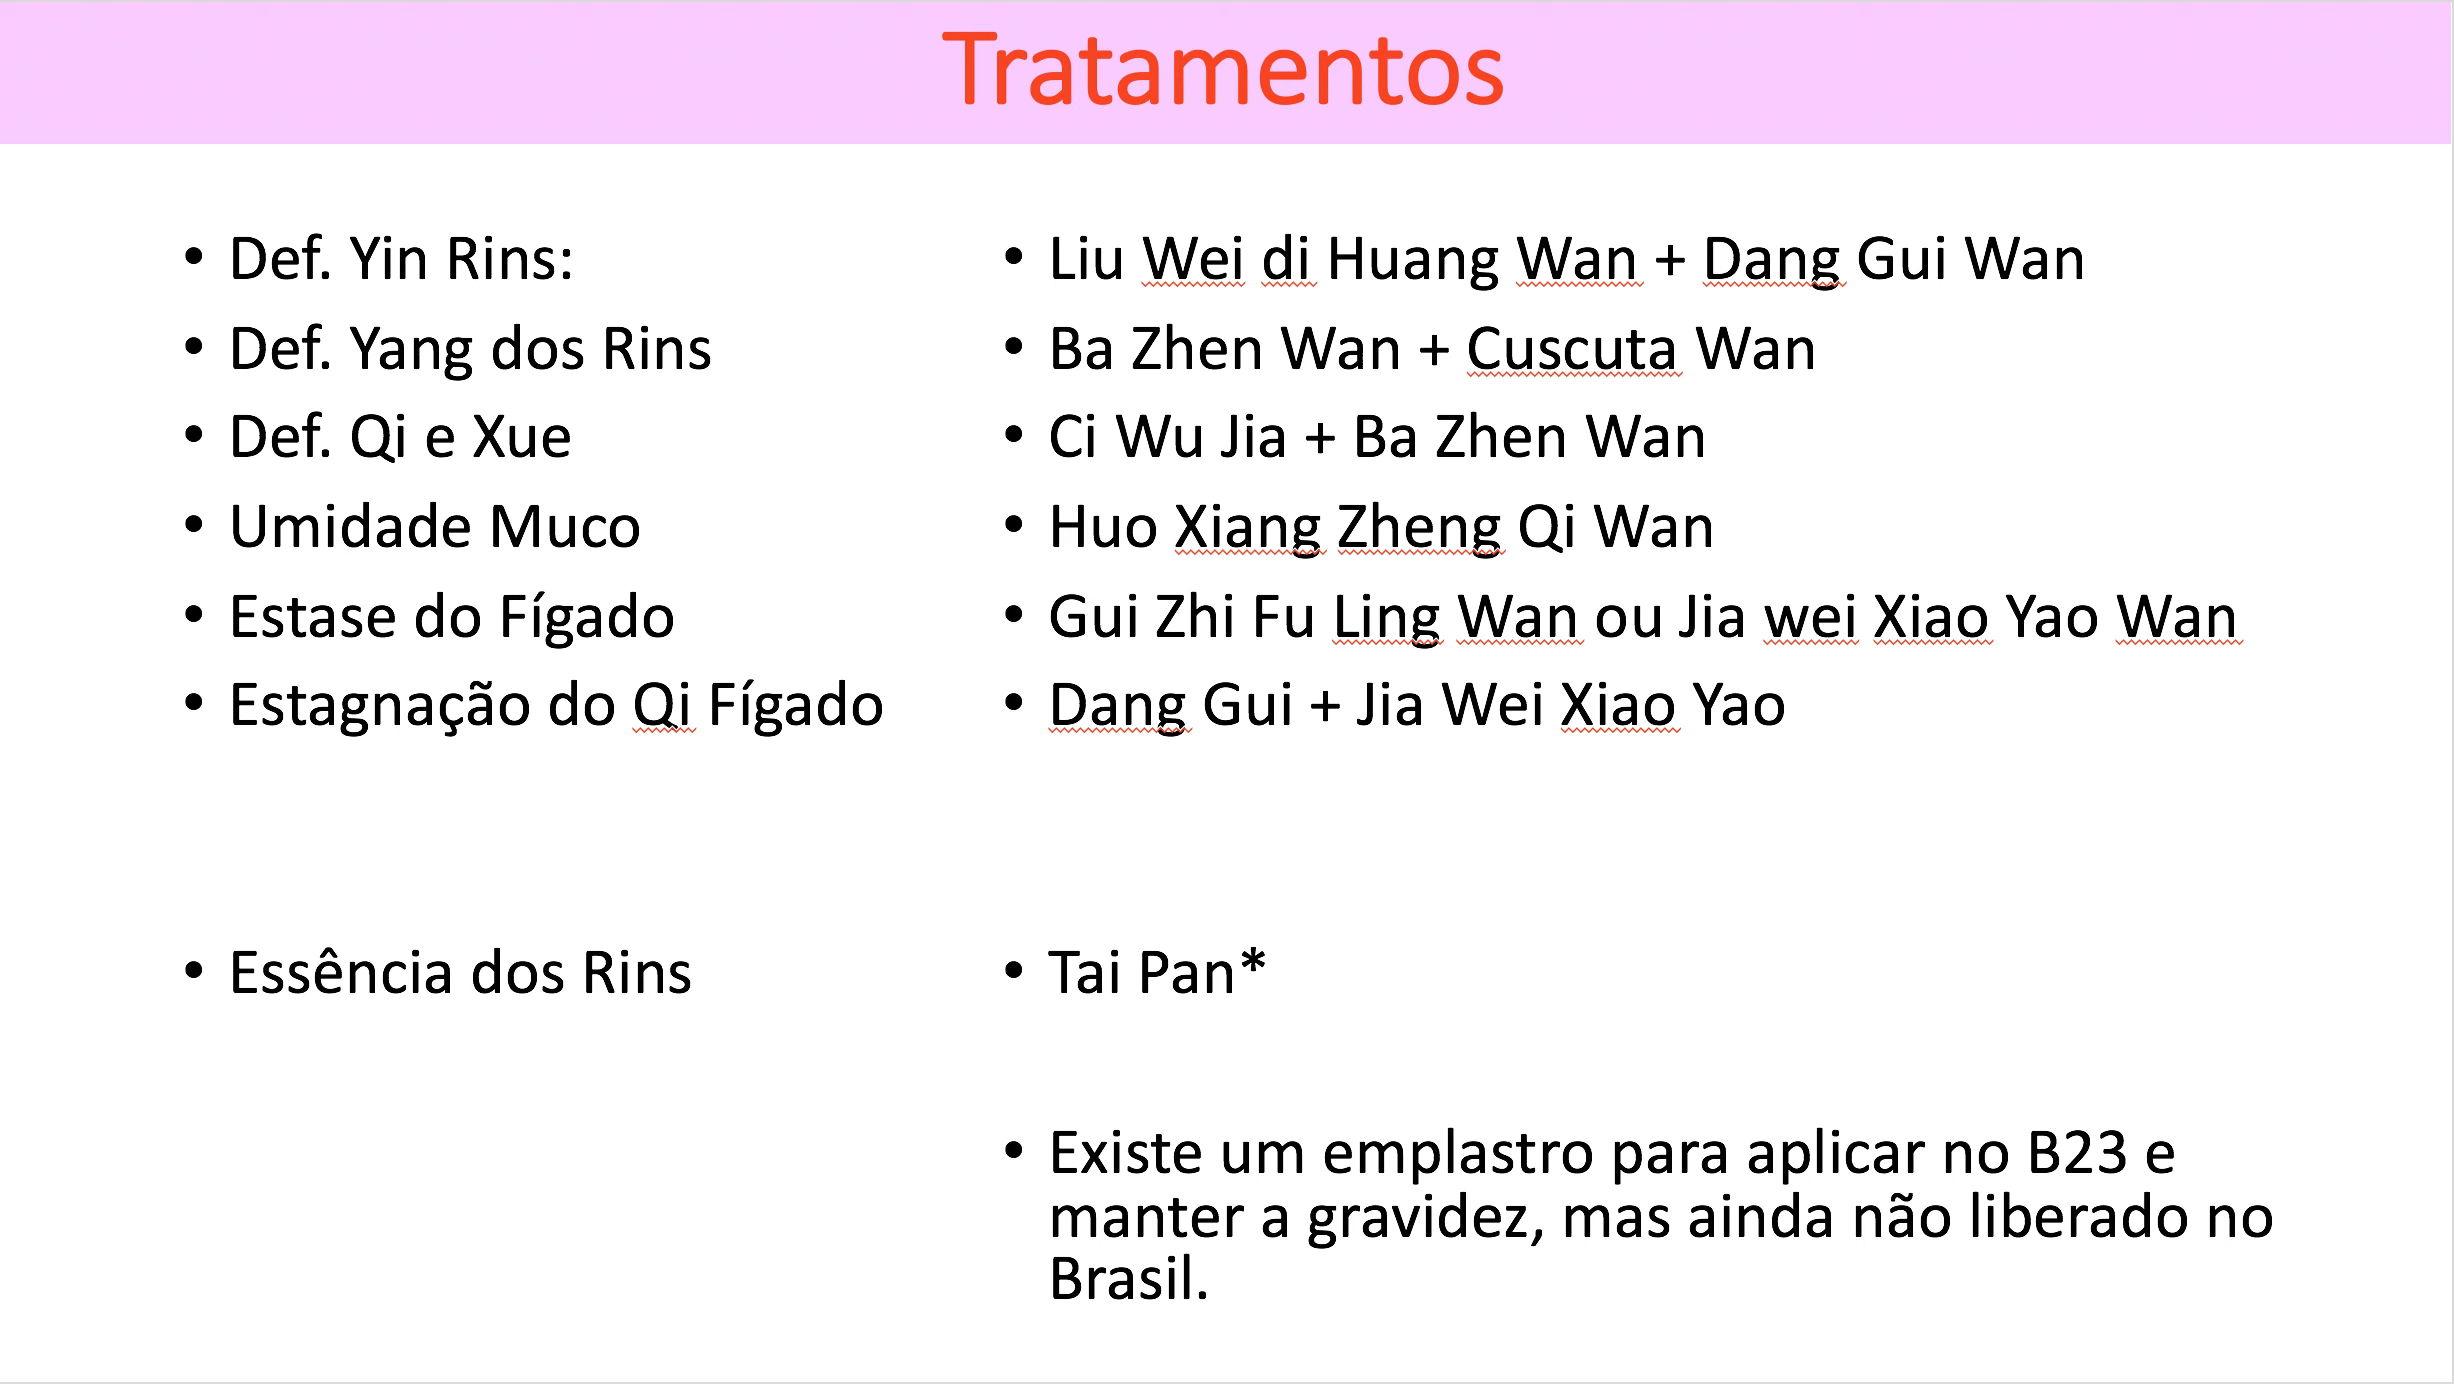 Tratamentos
• Def. Yin Rins:
• Def. Yang dos Rins
• Def. Qi e Xue
• Umidade Muco
• Estase do Fígado
• Estagnação do Qi Fígado
• Essência dos Rins
• Liu Wei di Huang Wan + Dang Gui Wan
• Ba Zhen Wan + Cuscuta Wan
• Ci Wu Jia + Ba Zhen Wan
• Huo Xiang Zheng Qi Wan
• Gui Zhi Fu Ling Wan ou Jia wei Xiao Yao Wan
• Dang Gui + Jia Wei Xiao Yao
• Tai Pan*
• Existe um emplastro para aplicar no B23 e
manter a gravidez, mas ainda não liberado no
Brasil.